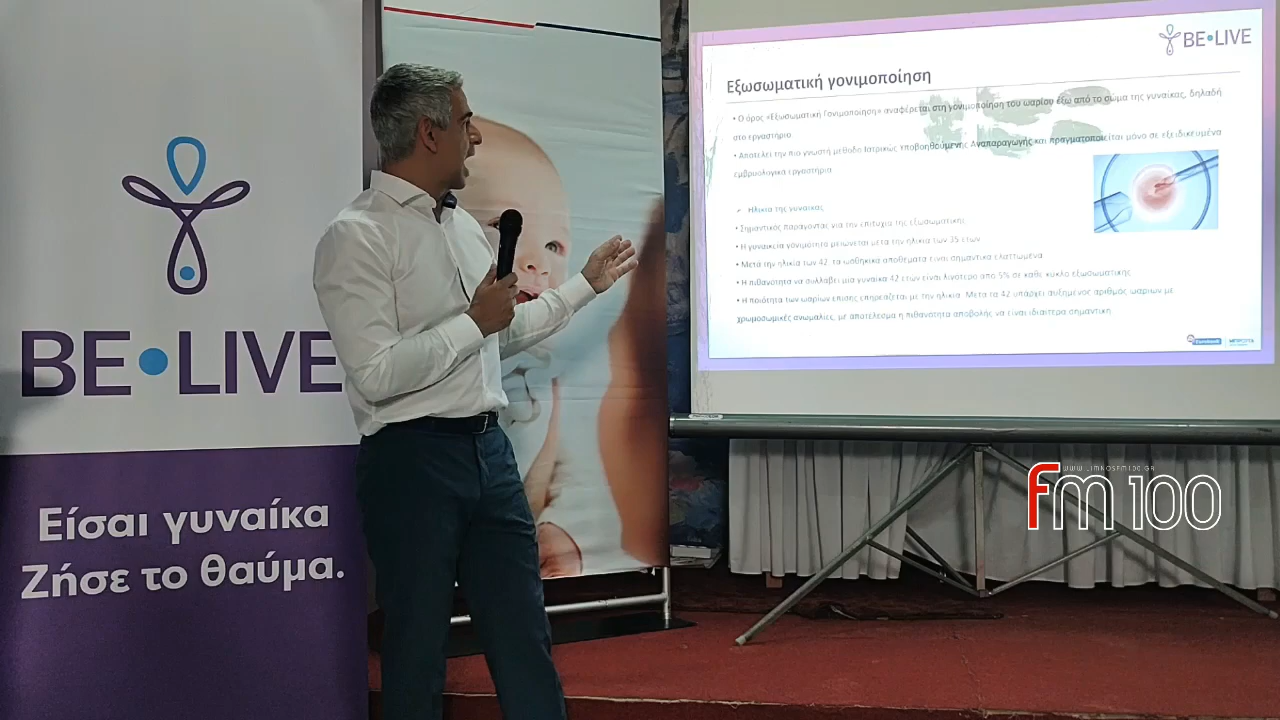 BE•LIVE
Είσαι γυναίκα
Ζήσε το θαύμα.
BE•LIVE
Εξωσωματική γονιμοποίηση
• Ο όρος «Εξωσωματική Γονιμοποίηση» αναφέρεται στη γονιμοποίηση του ωαρίου έξω από το σώμα της γυναίκας, δηλαδή
στο εργαστήριο
• Αποτελεί την πιο γνωστή μέθοδο Ιατρικώς Υποβοηθούμενης Αναπαραγωγής και πραγματοποιείται μόνο σε εξειδικευμένα
εμβρυολογικά εργαστήρια
➢ Ηλικία της γυναίκας
• Σημαντικός παράγοντας για την επιτυχία της εξωσωματικής
• Η γυναικεία γονιμότητα μειώνεται μετά την ηλικία των 35 ετών
• Μετά την ηλικία των 42 τα ωοθηκικά αποθέματα είναι σημαντικά ελαττωμένα
• Η πιθανότητα να συλλάβει μια γυναίκα 42 ετών είναι λιγότερο από 5% σε κάθε κύκλο εξωσωματικής
• Η ποιότητα των ωαρίων επίσης επηρεάζεται με την ηλικία. Μετά τα 42 υπάρχει αυξημένος αριθμός ωαρίων με
χρωμοσωμικές ανωμαλίες, με αποτέλεσμα η πιθανότητα αποβολής να είναι ιδιαίτερα σημαντική
WWW.LIMNOSFM100.GR
fm 100